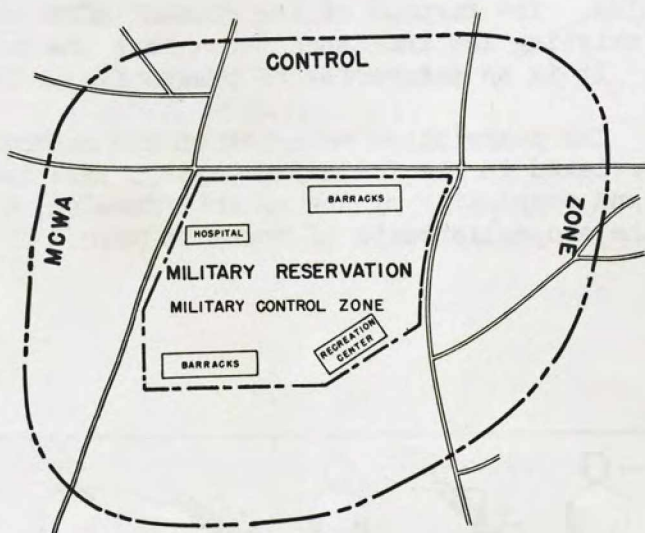 MCWA
CONTROL
ZONE
BARRACKS
HOSPITAL
MILITARY RESERVATION
MILITARY CONTROL ZONE
RECREATION
CENTER
BARRACKS